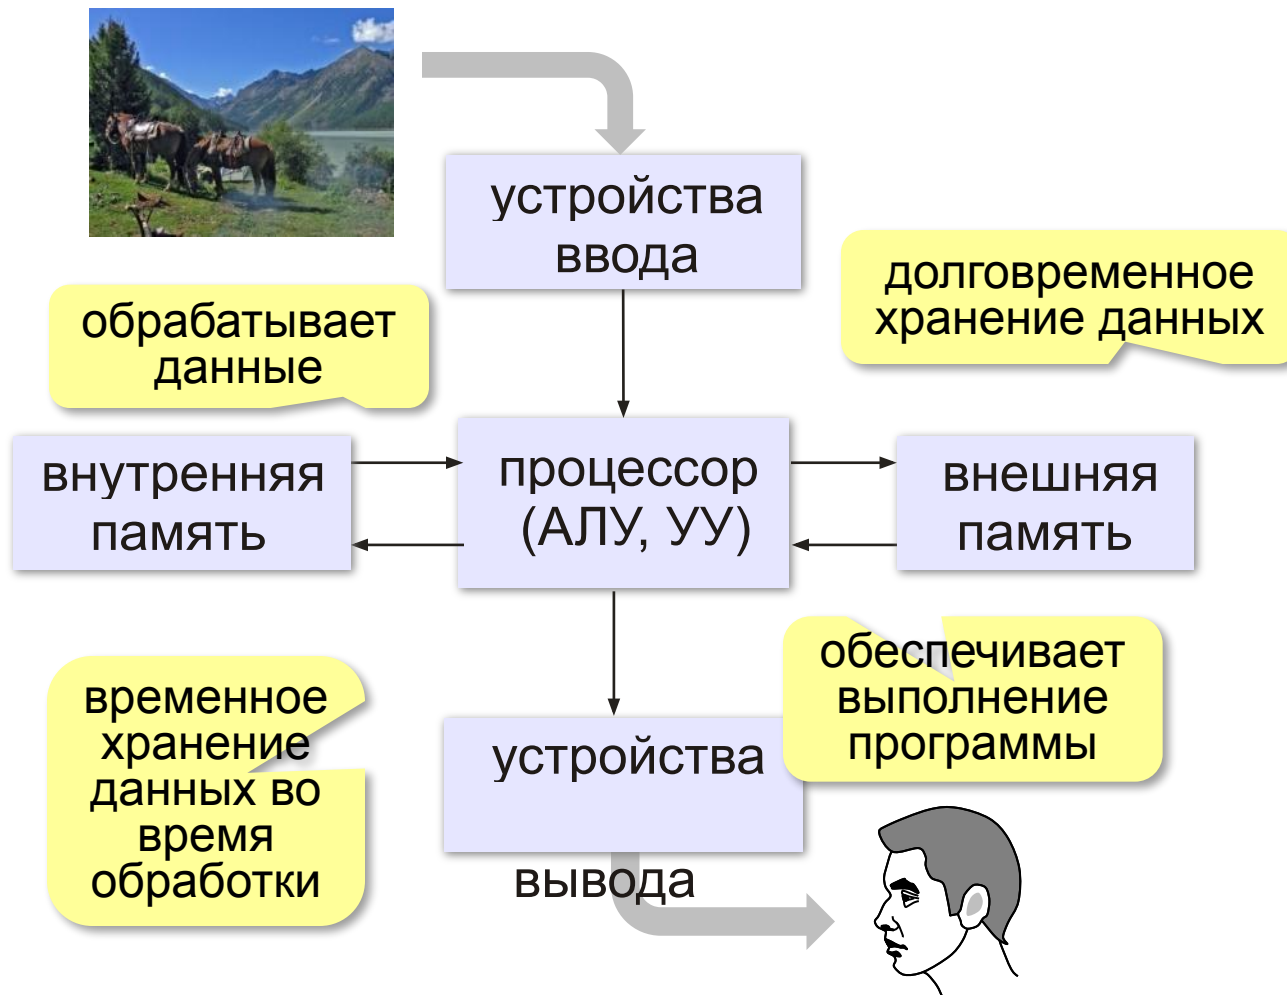 устройства
ввода
долговременное
хранение данных
обрабатывает
данные
внутренняя
память
процессор
(АЛУ, УУ)
внешняя
память
обеспечивает
выполнение
программы
временное
хранение
данных во
время
обработки
устройства
вывода